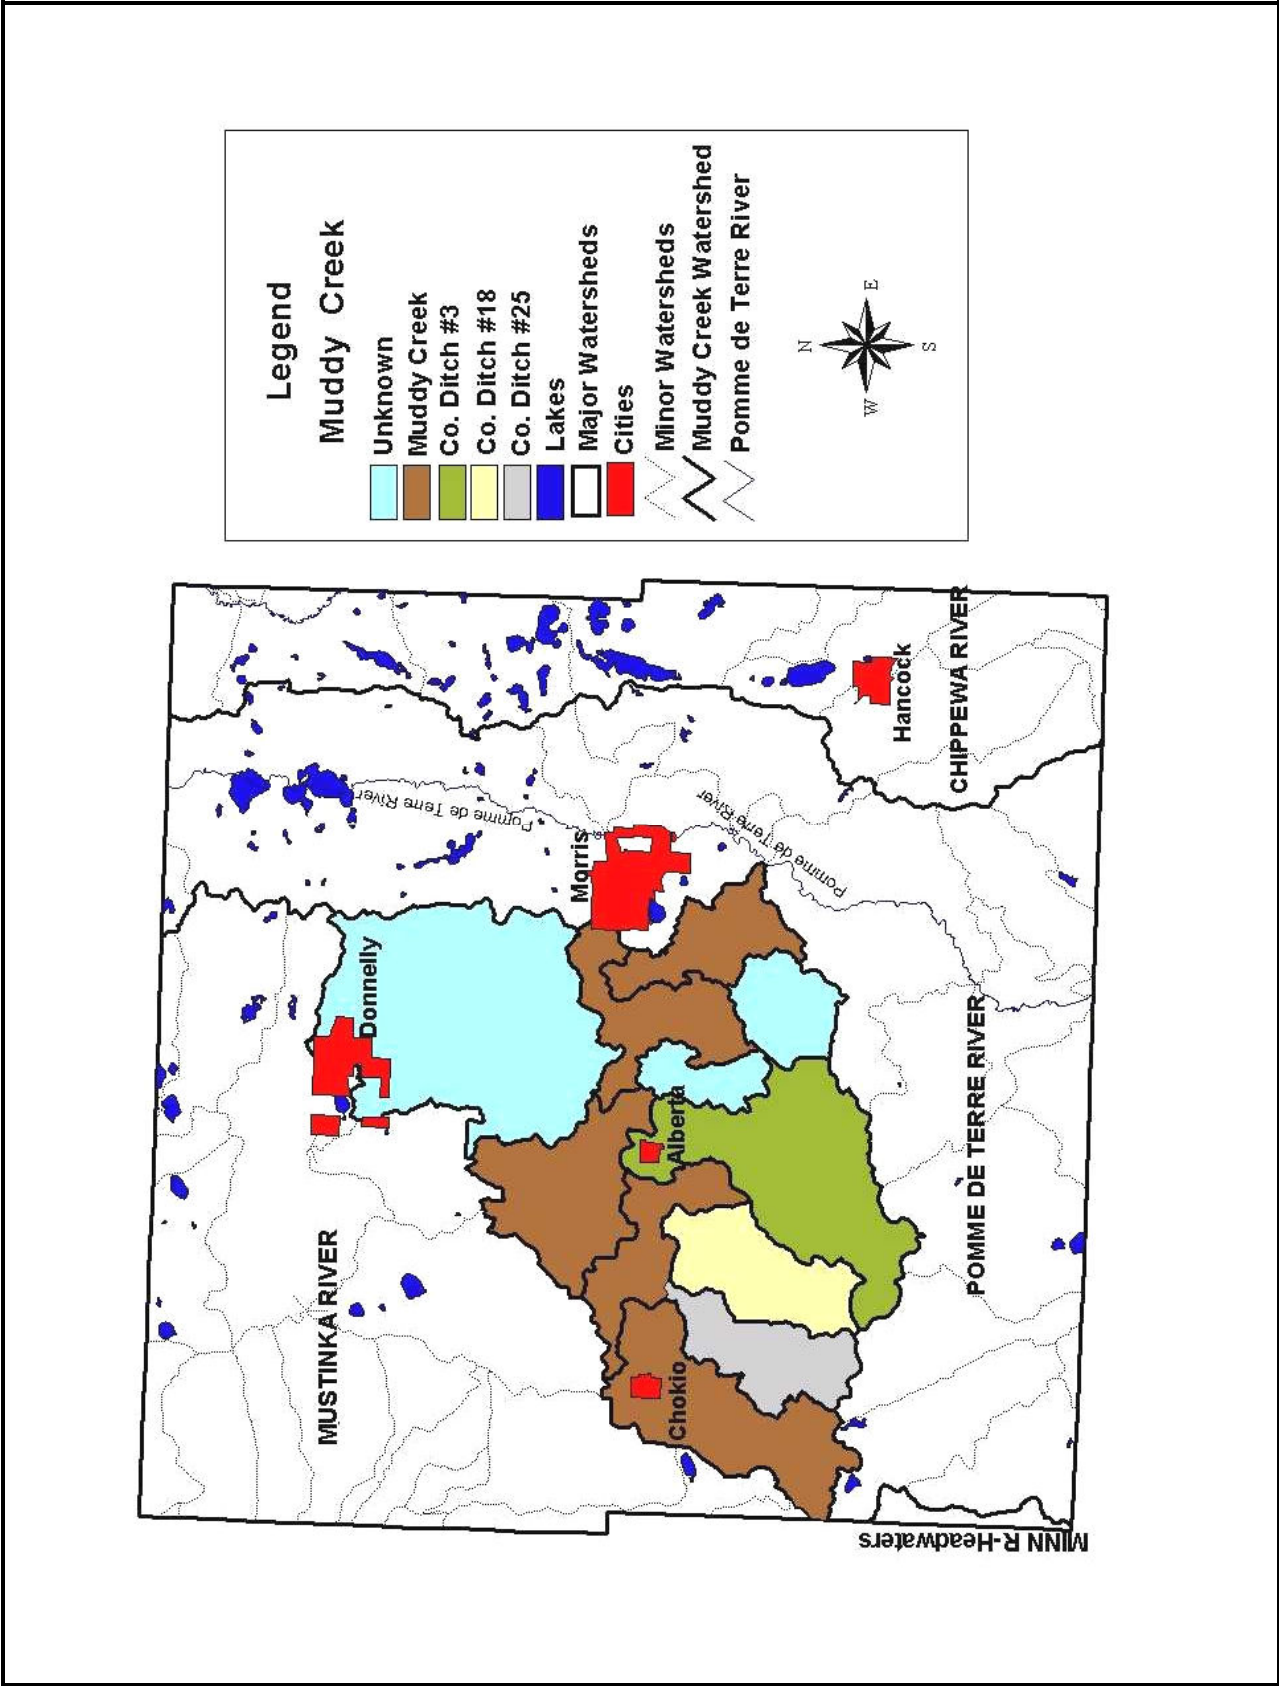 Legend
Muddy Creek
Unknown
Muddy Creek
Co. Ditch #3
Co. Ditch #18
Co. Ditch #25
Lakes
Major Watersheds
Cities
Minor Watersheds
Muddy Creek Watershed
Pomme de Terre River
N
W
E
S
MUSTINKA RIVER
Donnelly
Pomme de Terre River
Morris
Pomme de Terre River
Chokio
Alberta
Hancock
CHIPPEWA RIVER
POMME DE TERRE RIVER
MINN R-Headwaters